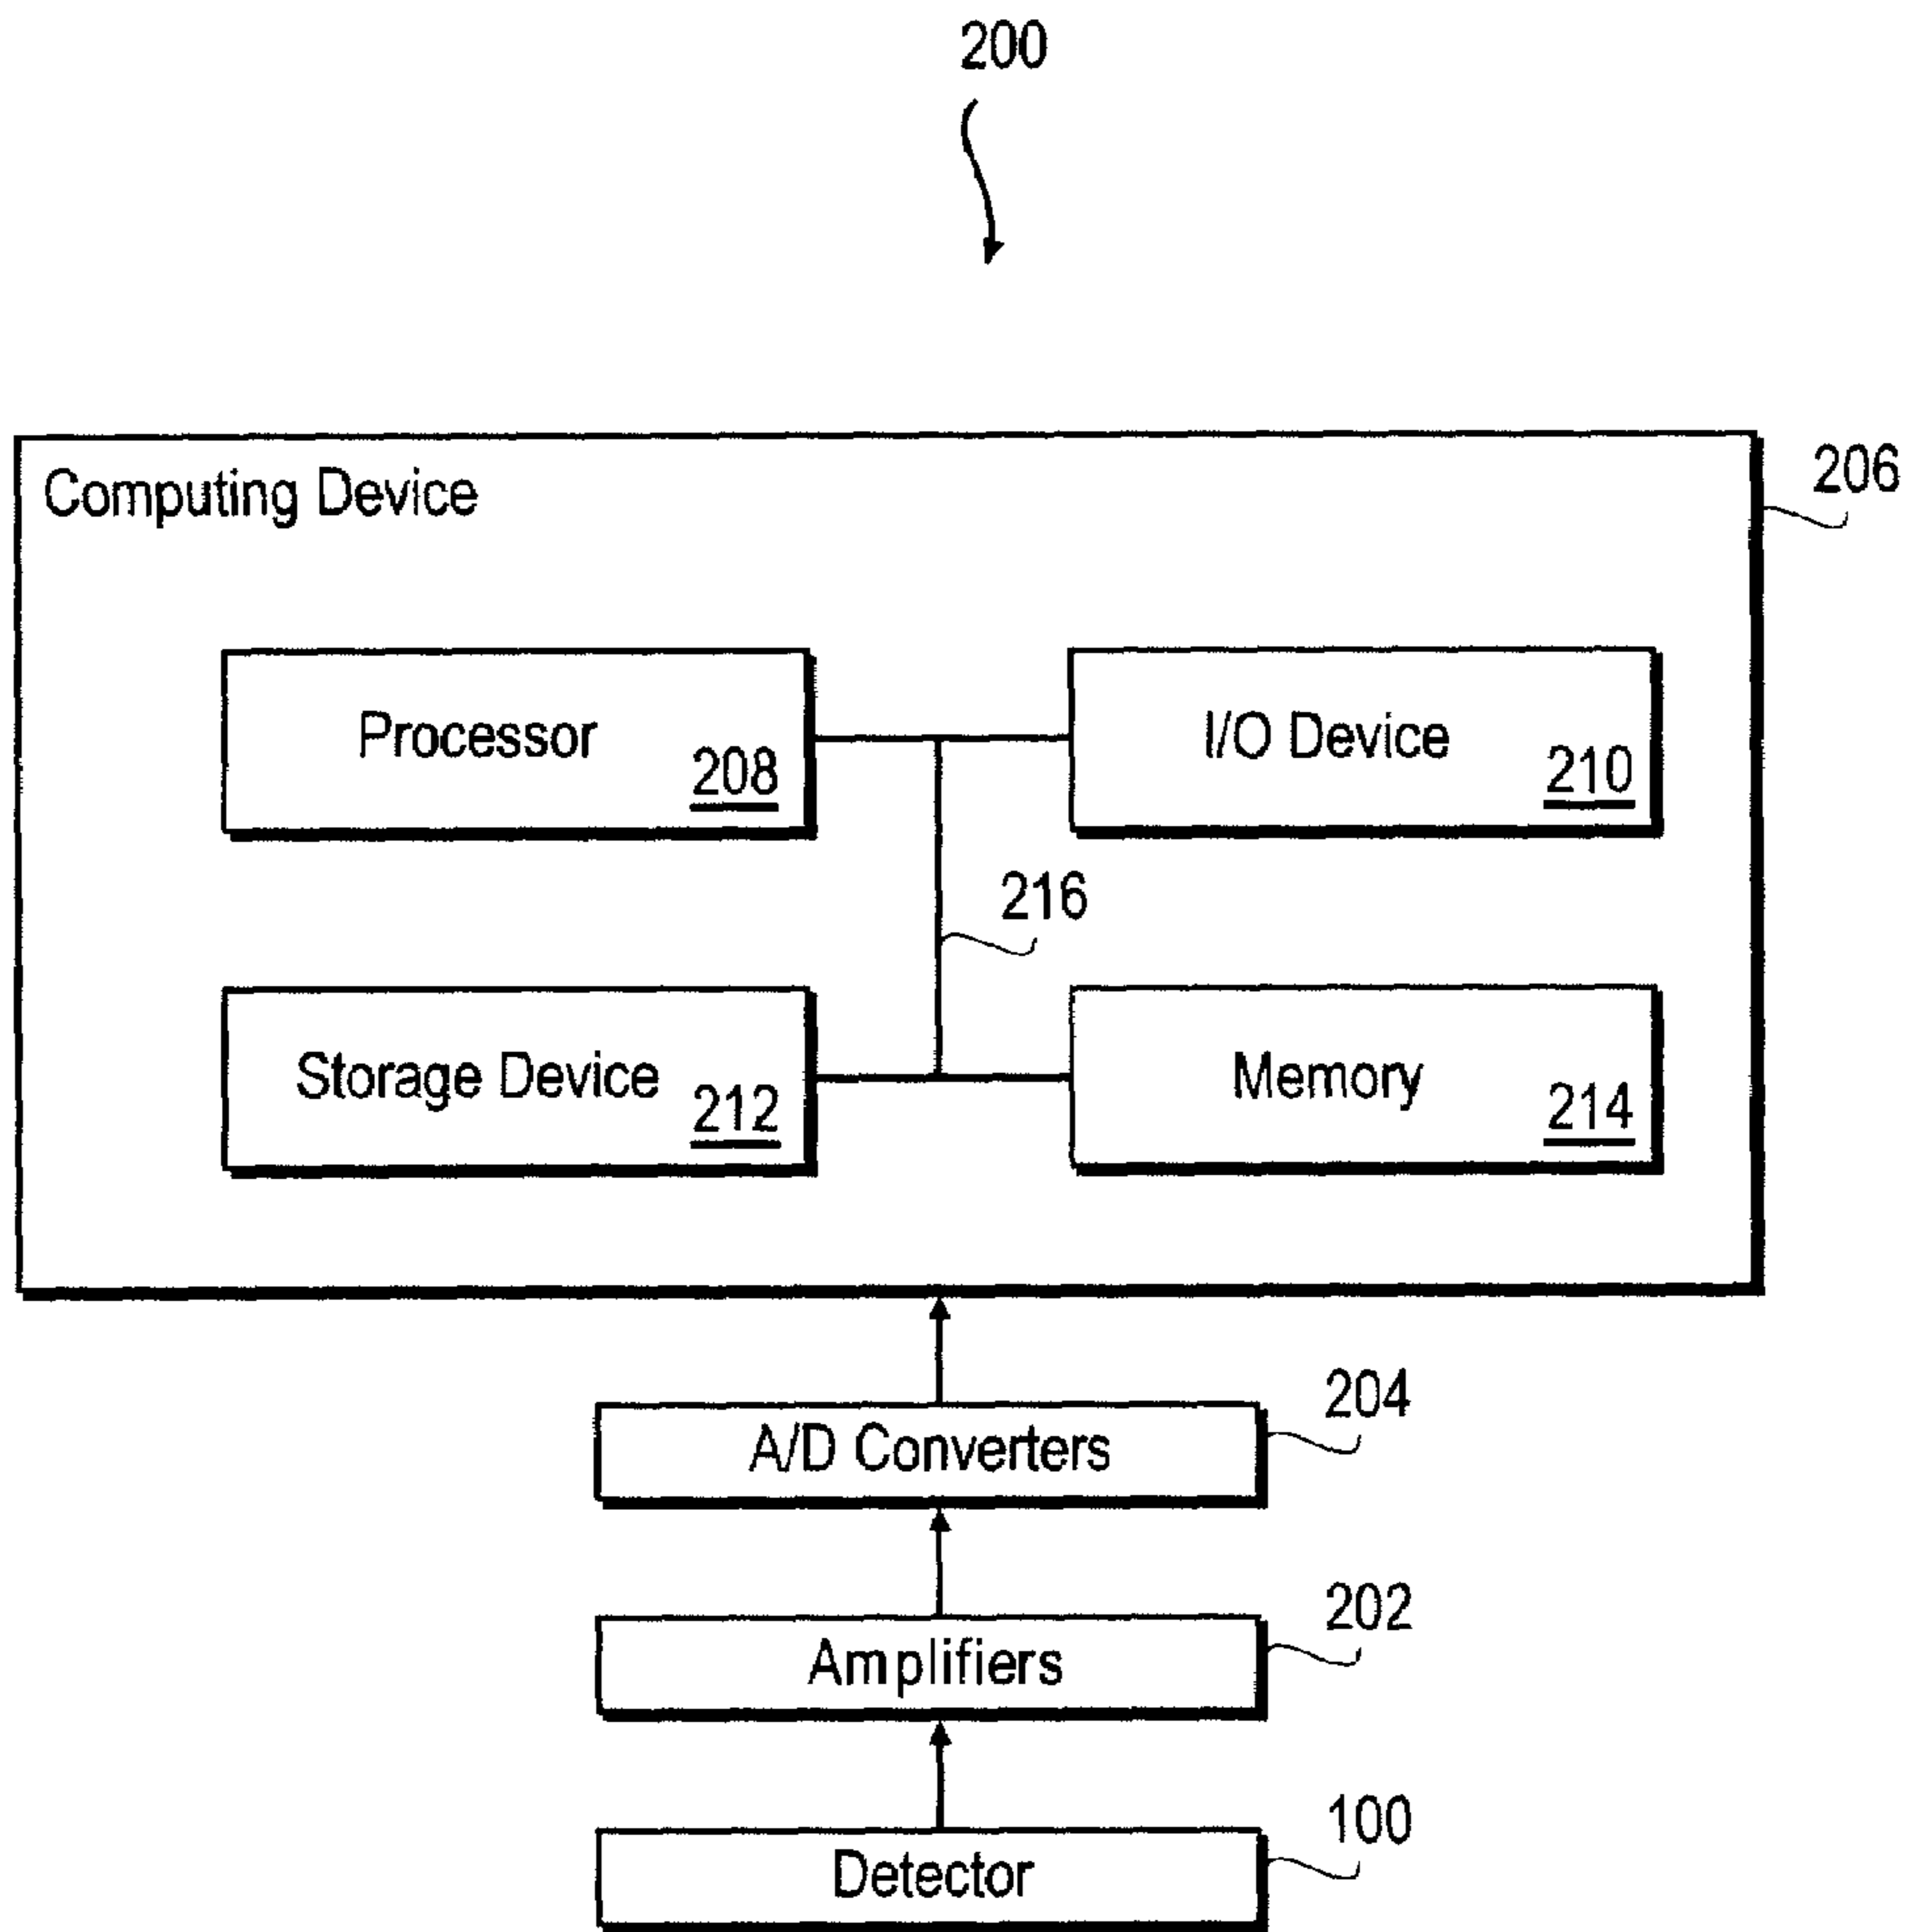 200
Computing Device
206
Processor
208
I/O Device
210
216
Storage Device
212
Memory
214
204
A/D Converters
202
Amplifiers
100
Detector